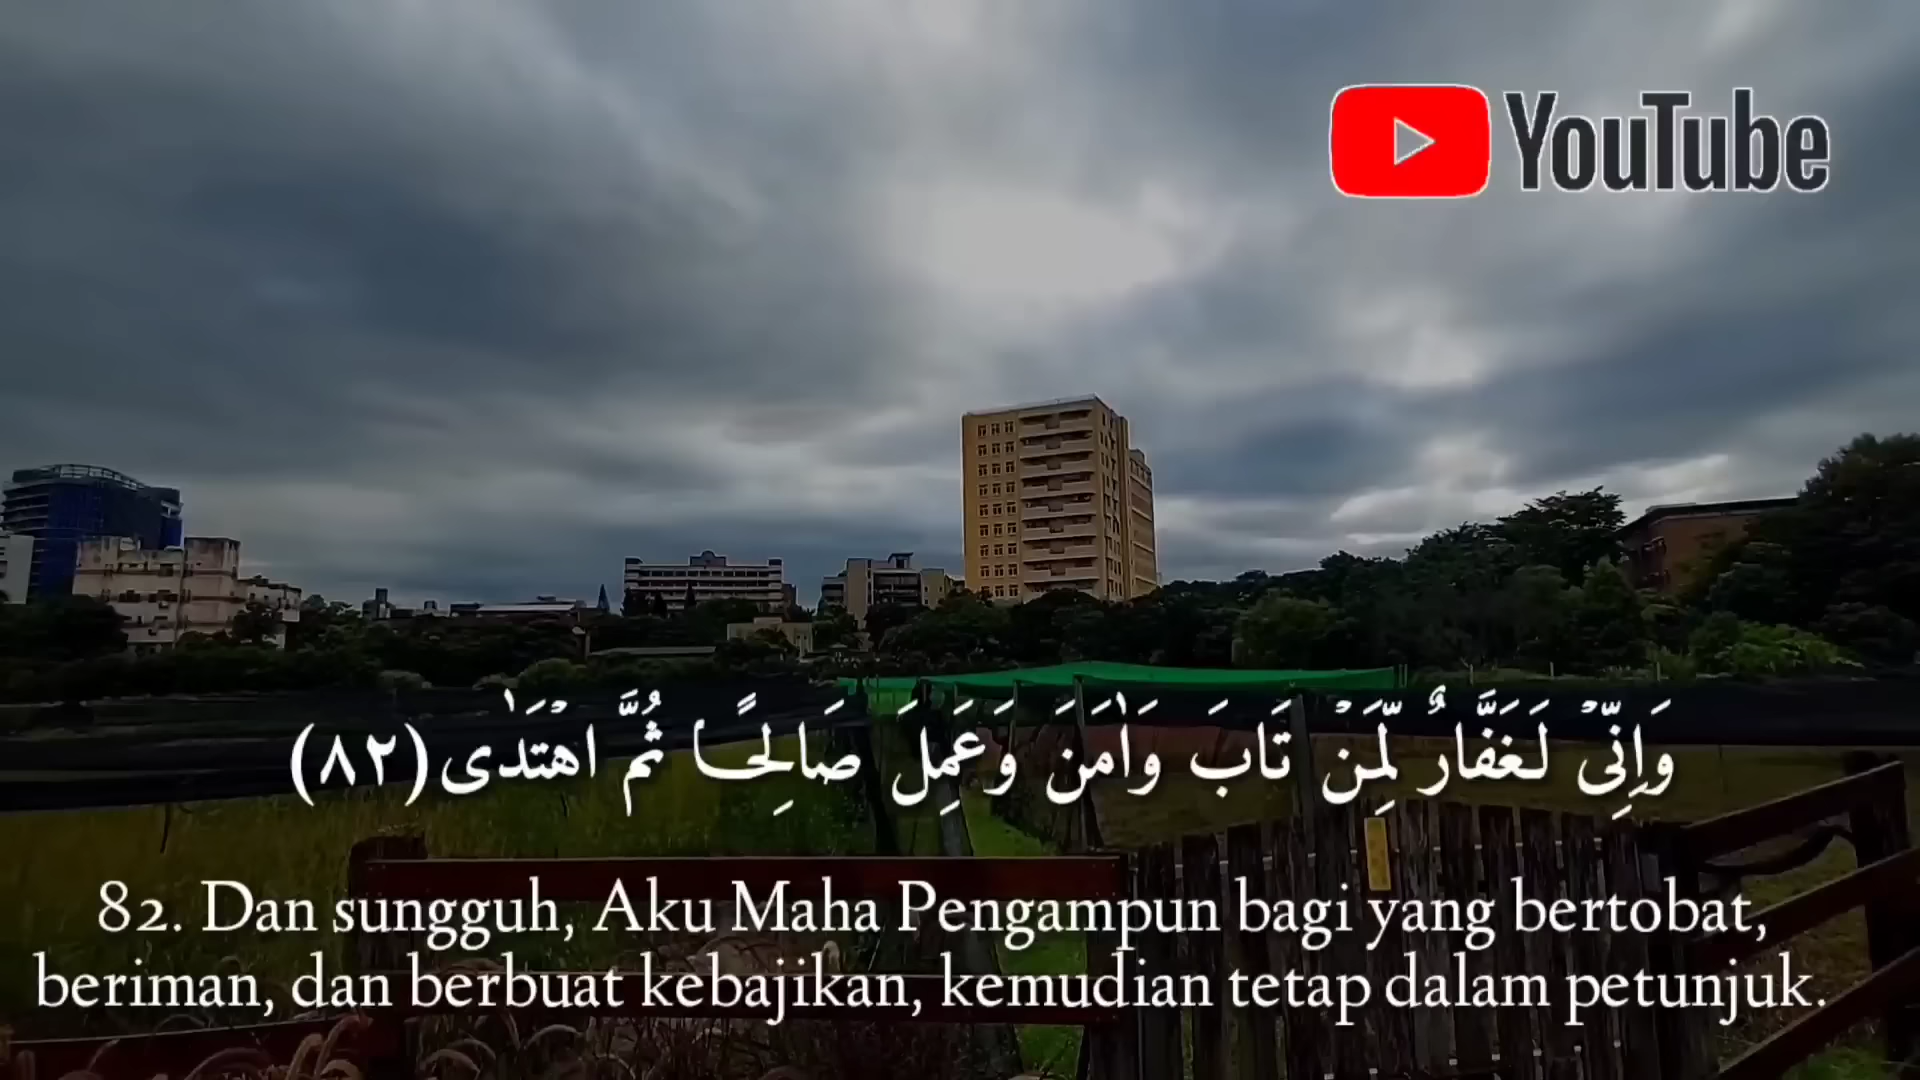 YouTube
وَاِنِّيْ لَغَفَّارٌ لِّمَنْ تَابَ وَاٰمَنَ وَعَمِلَ صَالِحًا ثُمَّ اهْتَدٰى(٨٢)
82. Dan sungguh, Aku Maha Pengampun bagi yang bertobat,
beriman, dan berbuat kebajikan, kemudian tetap dalam petunjuk.